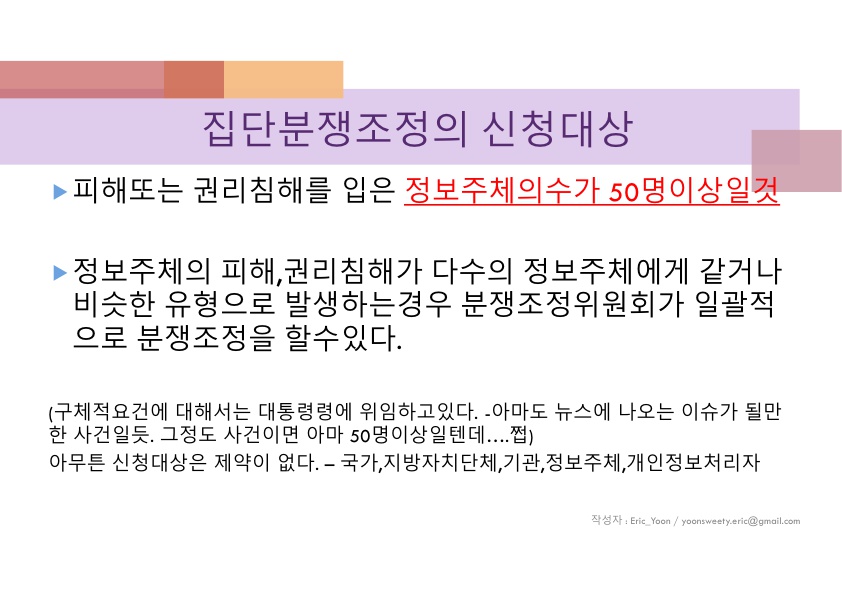 집단분쟁조정의 신청대상
피해또는 권리침해를 입은 정보주체의수가 50명이상일것
정보주체의 피해,권리침해가 다수의 정보주체에게 같거나
비슷한 유형으로 발생하는경우 분쟁조정위원회가 일괄적
으로 분쟁조정을 할수있다.
(구체적요건에 대해서는 대통령령에 위임하고있다. -아마도 뉴스에 나오는 이슈가 될만
한 사건일듯. 그정도 사건이면 아마 50명이상일텐데....쩝)
아무튼 신청대상은 제약이 없다. – 국가,지방자치단체,기관,정보주체,개인정보처리자
작성자 : Eric_Yoon / yoonsweety.eric@gmail.com